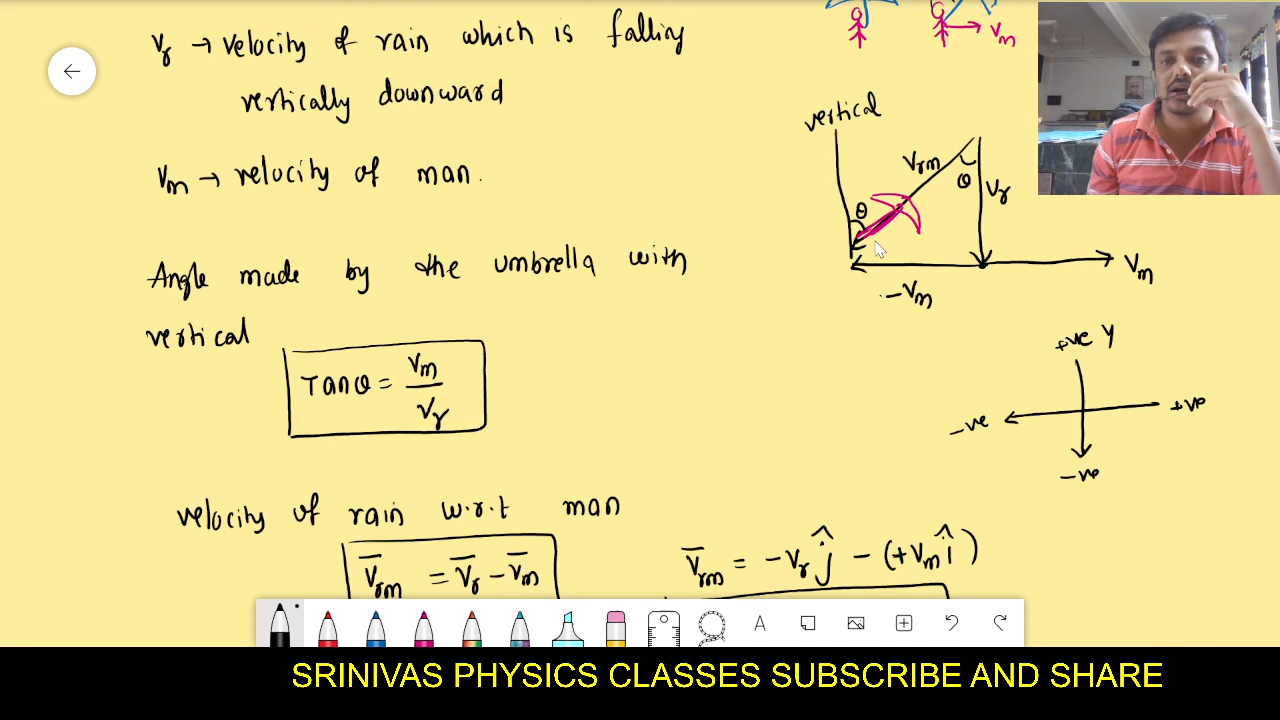 Vr → velocity of rain which is falling
vertically downward
Vm → velocity of man.
Angle made by the umbrella with
vertical
Tanθ = Vm / Vr
velocity of rain w.r.t man
V̅rm = V̅r - V̅m
V̅rm = -Vr ĵ - (+Vm î)
Vm
vertical
Vrm
θ
θ
Vr
Vm
-Vm
+ve Y
+ve
-ve
-ve
A
SRINIVAS PHYSICS CLASSES SUBSCRIBE AND SHARE